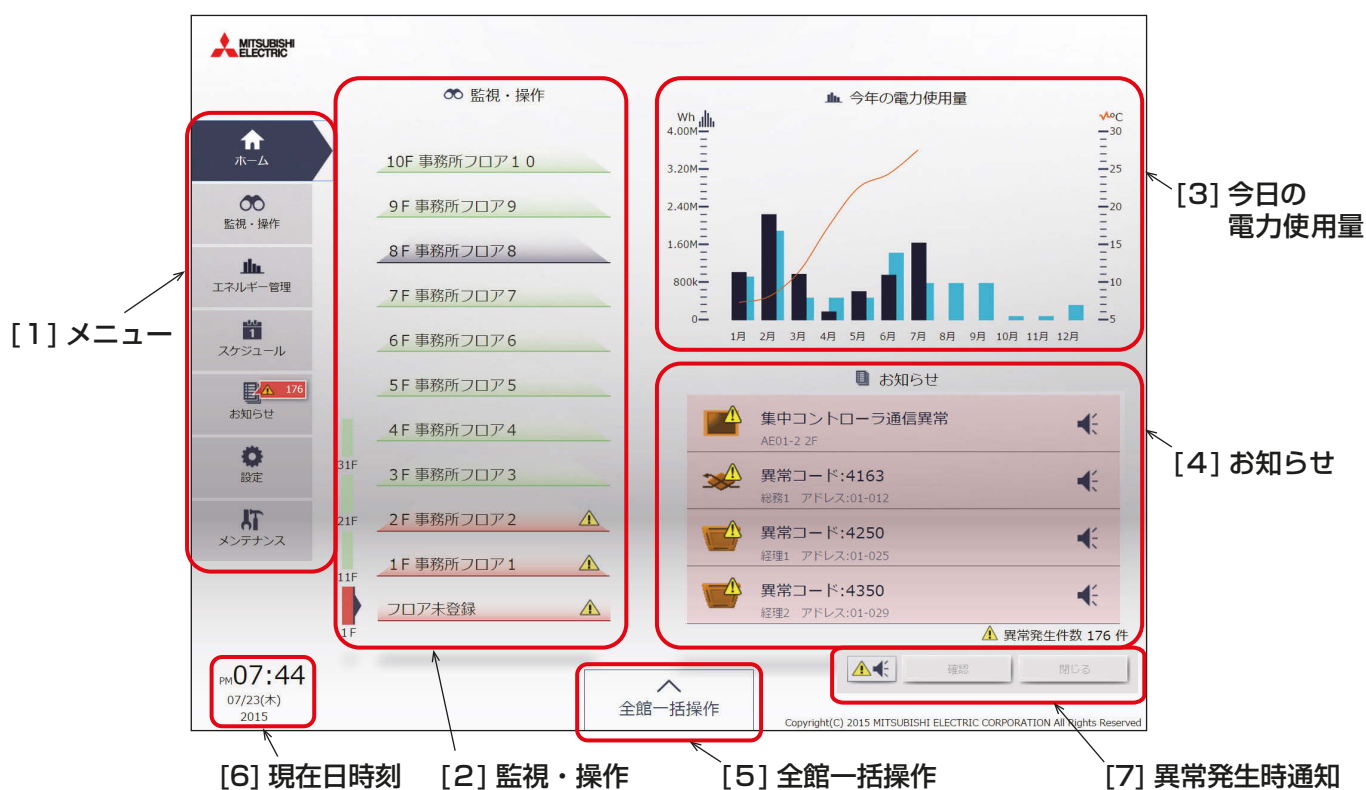 MITSUBISHI
ELECTRIC
ホーム
監視・操作
エネルギー管理
1
スケジュール
176
お知らせ
設定
メンテナンス
PM07:44
07/23(木)
2015
監視・操作
10F 事務所フロア10
9F 事務所フロア9
8F 事務所フロア8
7F 事務所フロア7
6F 事務所フロア6
5F 事務所フロア5
4F 事務所フロア4
3F 事務所フロア3
2F 事務所フロア2
1F 事務所フロア1
フロア未登録
31F
21F
11F
1F
今年の電力使用量
Wh
℃
4.00M
3.20M
2.40M
1.60M
800k
0
30
25
20
15
10
5
1月 2月 3月 4月 5月 6月 7月 8月 9月 10月 11月 12月
お知らせ
集中コントローラ通信異常
AE01-2 2F
異常コード:4163
総務1 アドレス:01-012
異常コード:4250
経理1 アドレス:01-025
異常コード:4350
経理2 アドレス:01-029
異常発生件数 176 件
確認
閉じる
全館一括操作
Copyright(C) 2015 MITSUBISHI ELECTRIC CORPORATION All Rights Reserved
[1] メニュー
[3] 今日の
電力使用量
[4] お知らせ
[6] 現在日時刻
[2] 監視・操作
[5] 全館一括操作
[7] 異常発生時通知